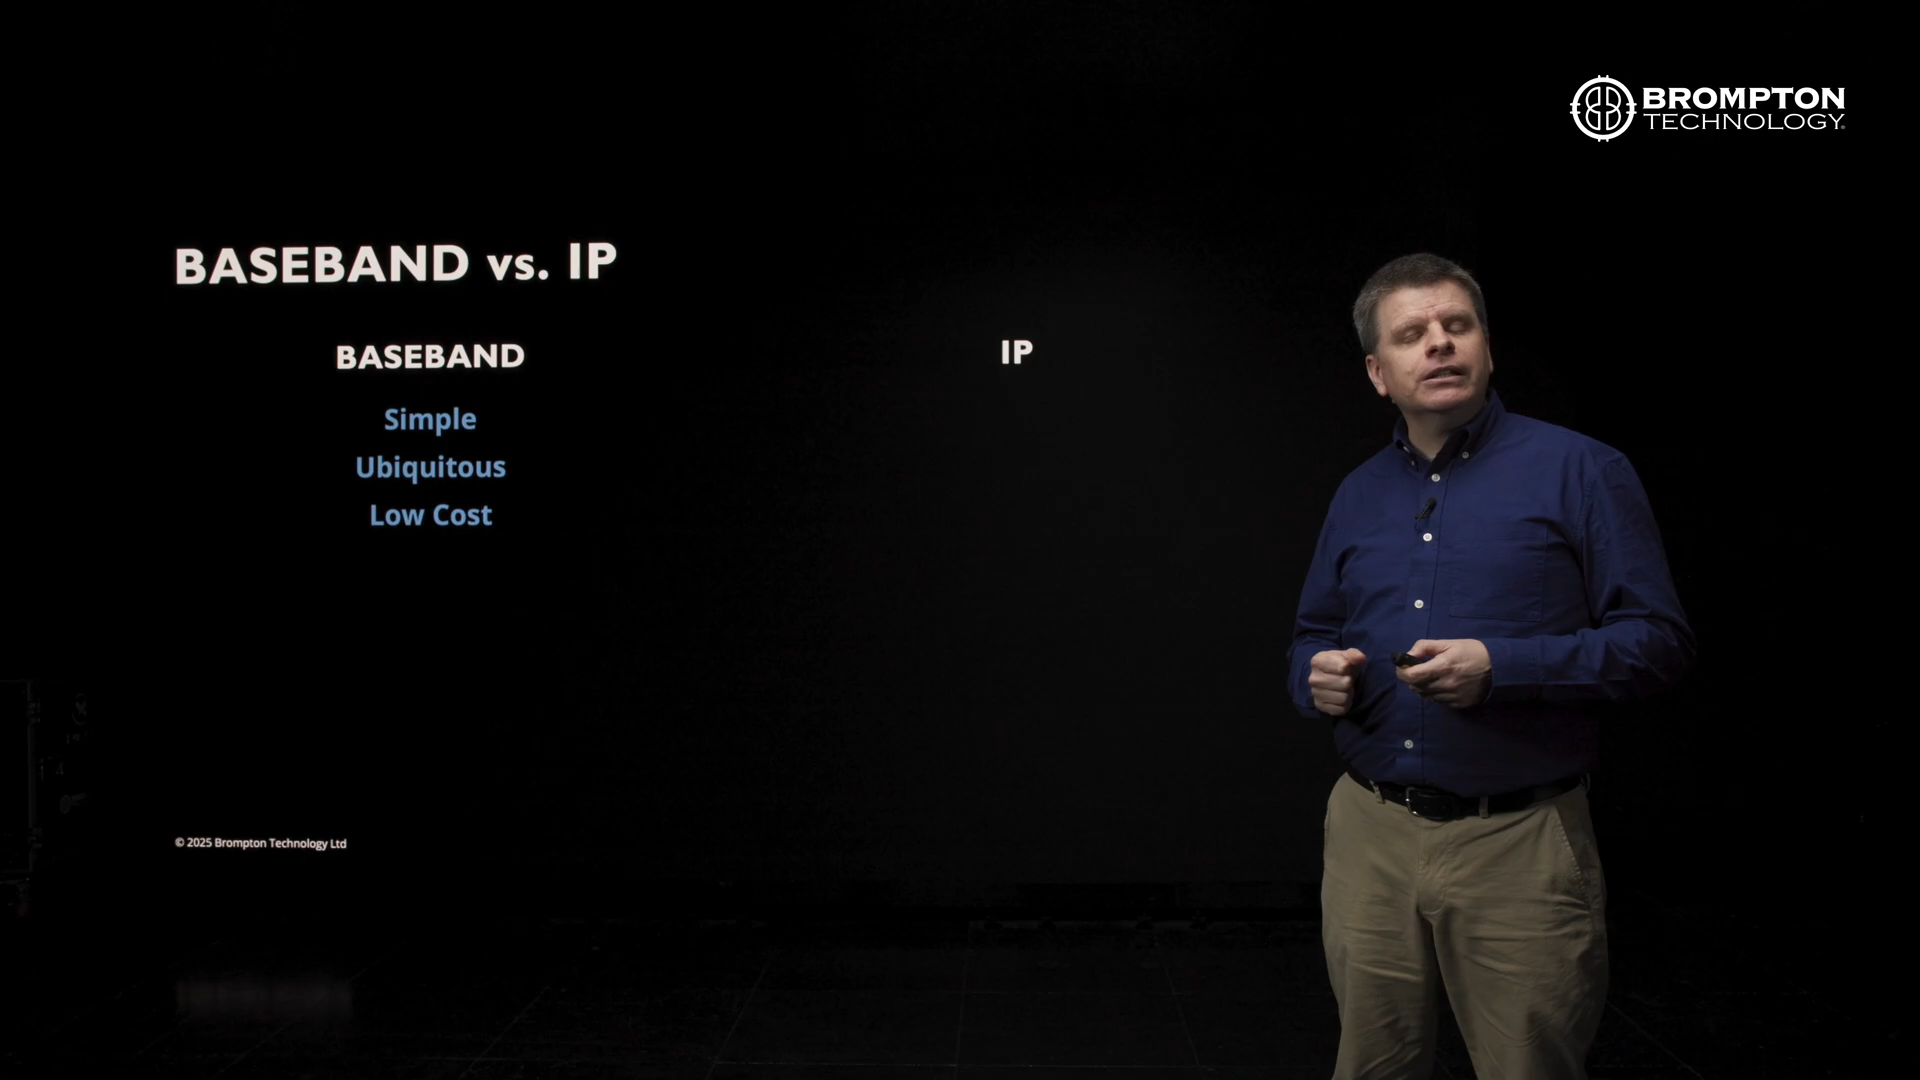 BROMPTON
TECHNOLOGY
BASEBAND vs. IP
BASEBAND
IP
Simple
Ubiquitous
Low Cost
© 2025 Brompton Technology Ltd